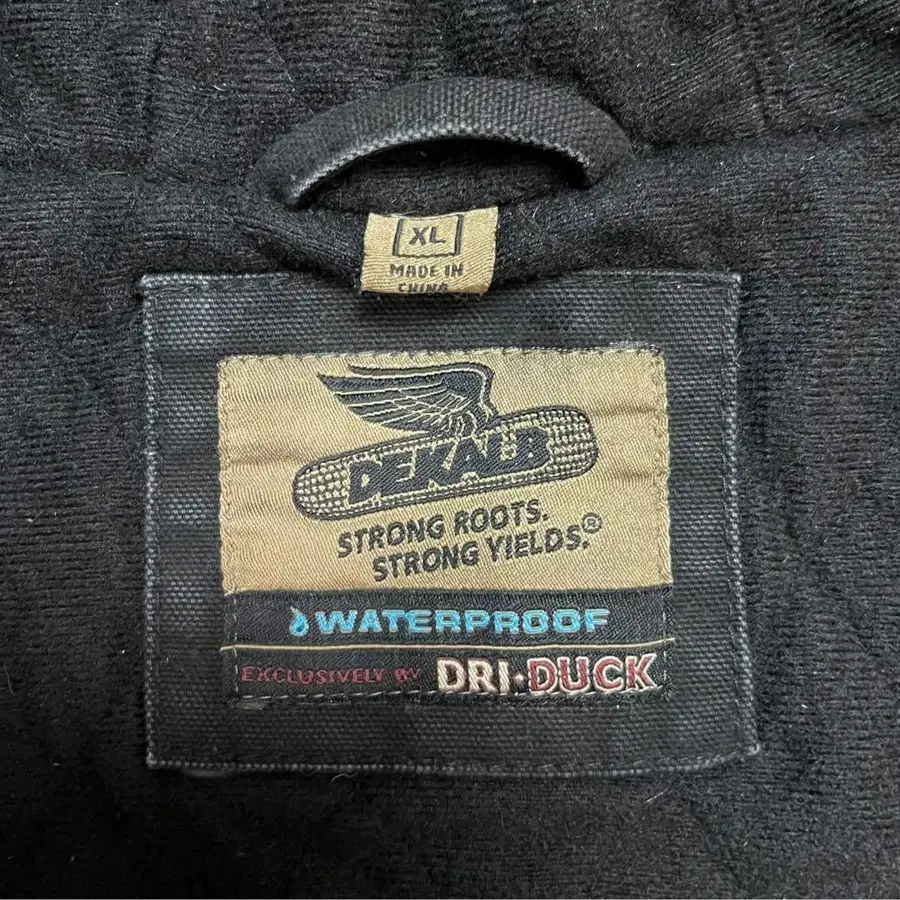 XL
MADE IN
CHINA
DEKALB
STRONG ROOTS.
STRONG YIELDS.®
WATERPROOF
EXCLUSIVELY BY DRI·DUCK